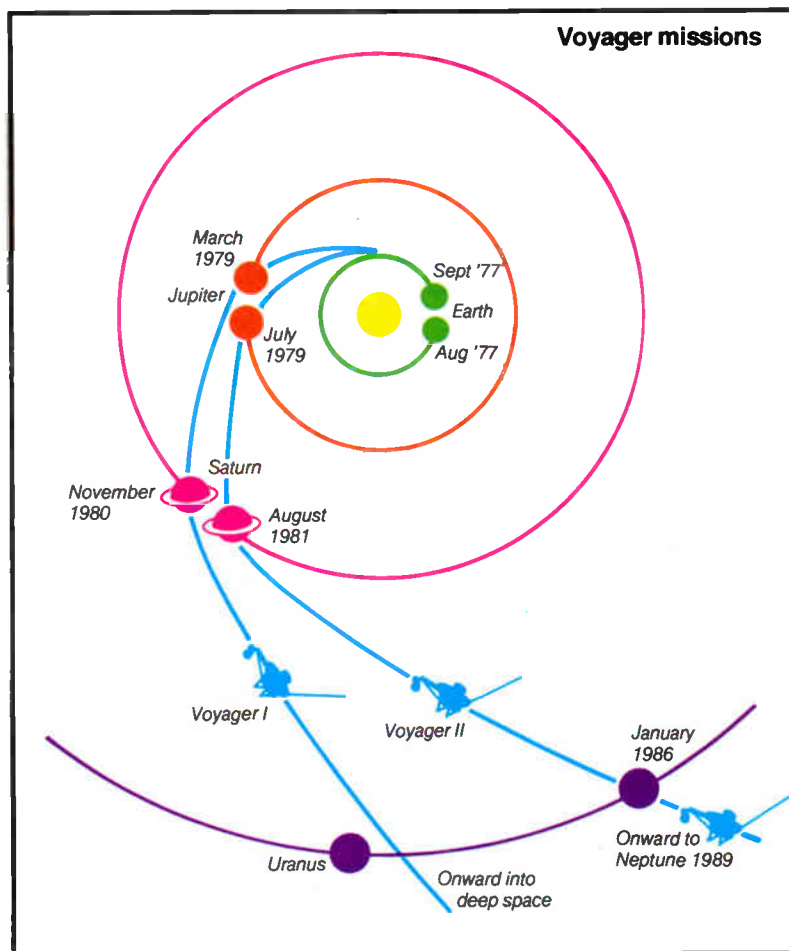 Voyager missions
March
1979
Jupiter
July
1979
Sept '77
Earth
Aug '77
Saturn
November
1980
August
1981
Voyager I
Voyager II
January
1986
Uranus
Onward into
deep space
Onward to
Neptune 1989